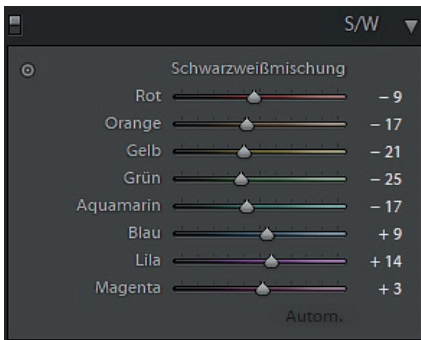 S/W
Schwarzweißmischung
Rot – 9
Orange – 17
Gelb – 21
Grün – 25
Aquamarin – 17
Blau + 9
Lila + 14
Magenta + 3
Autom.